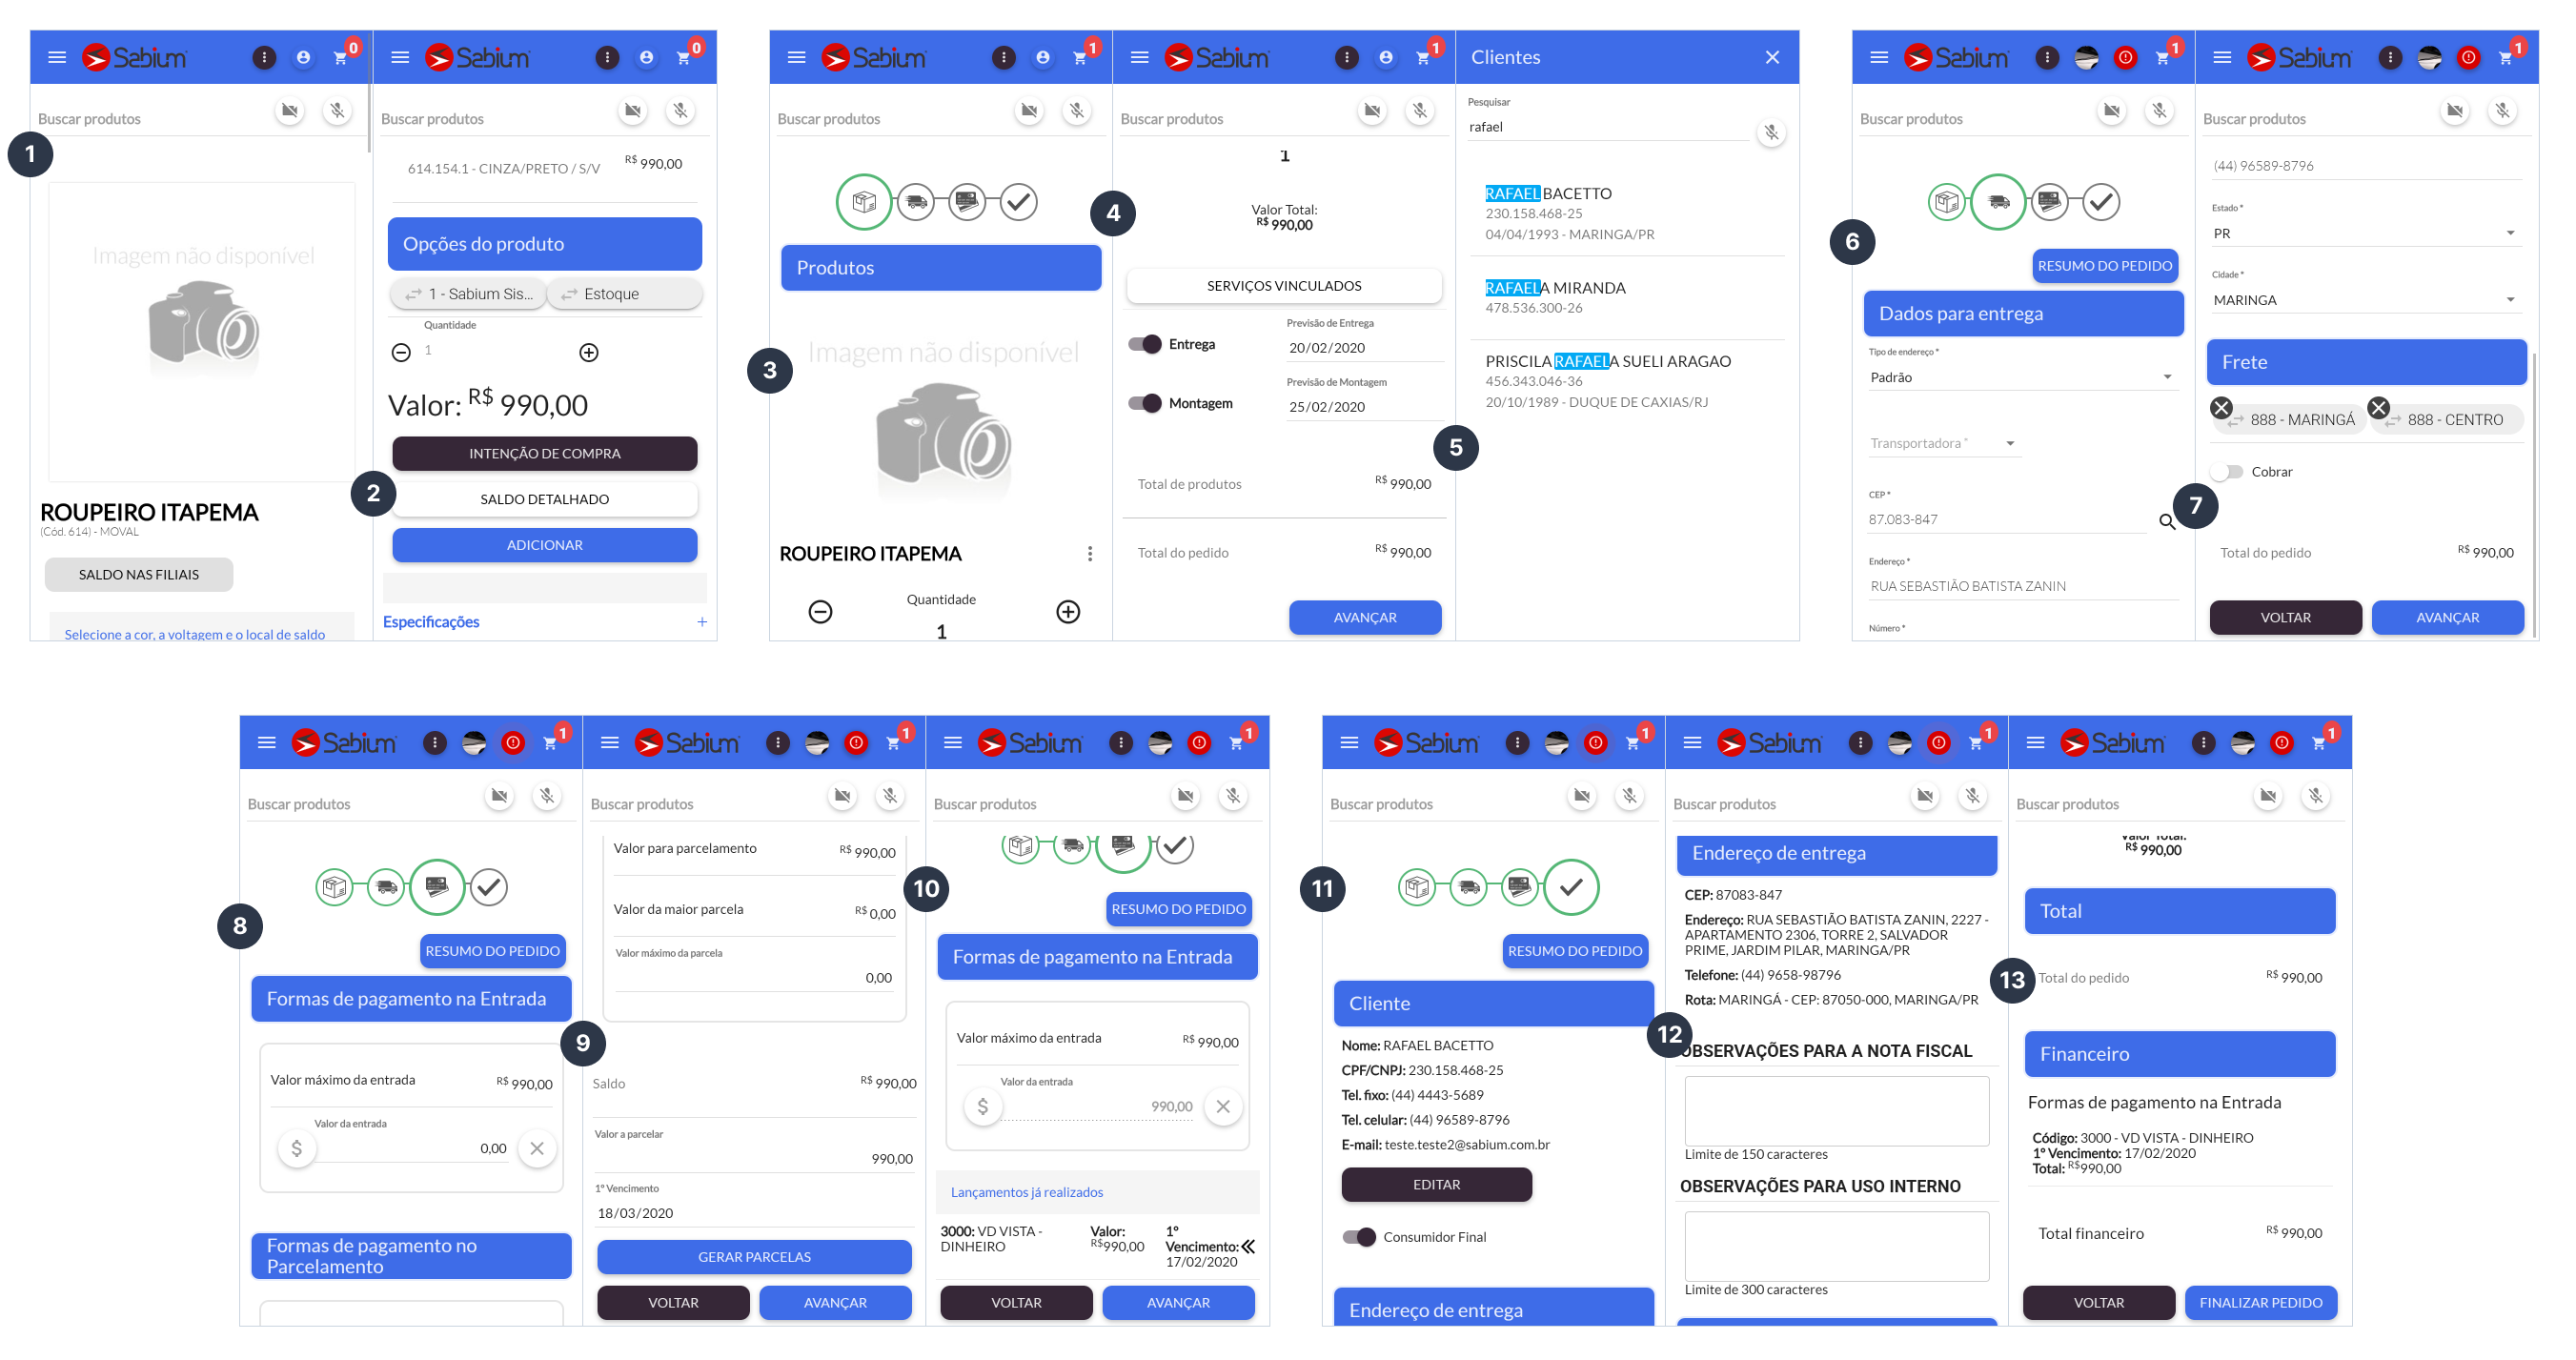 Sabium
0
Buscar produtos
1
Imagem não disponível
ROUPEIRO ITAPEMA
(Cód. 614) - MOVAL
SALDO NAS FILIAIS
Selecione a cor, a voltagem e o local de saldo
Sabium
0
Buscar produtos
614.154.1 - CINZA/PRETO / S/V R$ 990,00
Opções do produto
1 - Sabium Sis... Estoque
Quantidade
1
Valor: R$ 990,00
INTENÇÃO DE COMPRA
2
SALDO DETALHADO
ADICIONAR
Especificações +
Sabium
1
Buscar produtos
Produtos
3
Imagem não disponível
ROUPEIRO ITAPEMA
Quantidade
1
Sabium
1
Buscar produtos
1
4
Valor Total:
R$ 990,00
SERVIÇOS VINCULADOS
Previsão de Entrega
Entrega 20/02/2020
Previsão de Montagem
Montagem 25/02/2020
Total de produtos R$ 990,00
Total do pedido R$ 990,00
AVANÇAR
Clientes
Pesquisar
rafael
RAFAEL BACETTO
230.158.468-25
04/04/1993 - MARINGA/PR
RAFAELA MIRANDA
478.536.300-26
PRISCILA RAFAELA SUELI ARAGAO
456.343.046-36
20/10/1989 - DUQUE DE CAXIAS/RJ
5
Sabium
1
Buscar produtos
6
RESUMO DO PEDIDO
Dados para entrega
Tipo de endereço *
Padrão
Transportadora *
CEP *
87.083-847
Endereço *
RUA SEBASTIÃO BATISTA ZANIN
Número *
Sabium
1
Buscar produtos
(44) 96589-8796
Estado *
PR
Cidade *
MARINGA
Frete
888 - MARINGÁ 888 - CENTRO
Cobrar
7
Total do pedido R$ 990,00
VOLTAR AVANÇAR
Sabium
1
Buscar produtos
8
RESUMO DO PEDIDO
Formas de pagamento na Entrada
Valor máximo da entrada R$ 990,00
Valor da entrada
$ 0,00
Formas de pagamento no
Parcelamento
Sabium
1
Buscar produtos
Valor para parcelamento R$ 990,00
Valor da maior parcela R$ 0,00
Valor máximo da parcela
0,00
9
Saldo R$ 990,00
Valor a parcelar
990,00
1º Vencimento
18/03/2020
GERAR PARCELAS
VOLTAR AVANÇAR
Sabium
1
Buscar produtos
10
RESUMO DO PEDIDO
Formas de pagamento na Entrada
Valor máximo da entrada R$ 990,00
Valor da entrada
$ 990,00
Lançamentos já realizados
3000: VD VISTA - Valor: 1º
DINHEIRO R$990,00 Vencimento:
17/02/2020
VOLTAR AVANÇAR
Sabium
1
Buscar produtos
11
RESUMO DO PEDIDO
Cliente
Nome: RAFAEL BACETTO
CPF/CNPJ: 230.158.468-25
Tel. fixo: (44) 4443-5689
Tel. celular: (44) 96589-8796
E-mail: teste.teste2@sabium.com.br
EDITAR
Consumidor Final
Endereço de entrega
Sabium
1
Buscar produtos
Endereço de entrega
CEP: 87083-847
Endereço: RUA SEBASTIÃO BATISTA ZANIN, 2227 -
APARTAMENTO 2306, TORRE 2, SALVADOR
PRIME, JARDIM PILAR, MARINGA/PR
Telefone: (44) 9658-98796
Rota: MARINGÁ - CEP: 87050-000, MARINGA/PR
12
OBSERVAÇÕES PARA A NOTA FISCAL
Limite de 150 caracteres
OBSERVAÇÕES PARA USO INTERNO
Limite de 300 caracteres
Sabium
1
Buscar produtos
Valor Total:
R$ 990,00
Total
13
Total do pedido R$ 990,00
Financeiro
Formas de pagamento na Entrada
Código: 3000 - VD VISTA - DINHEIRO
1º Vencimento: 17/02/2020
Total: R$990,00
Total financeiro R$ 990,00
VOLTAR FINALIZAR PEDIDO